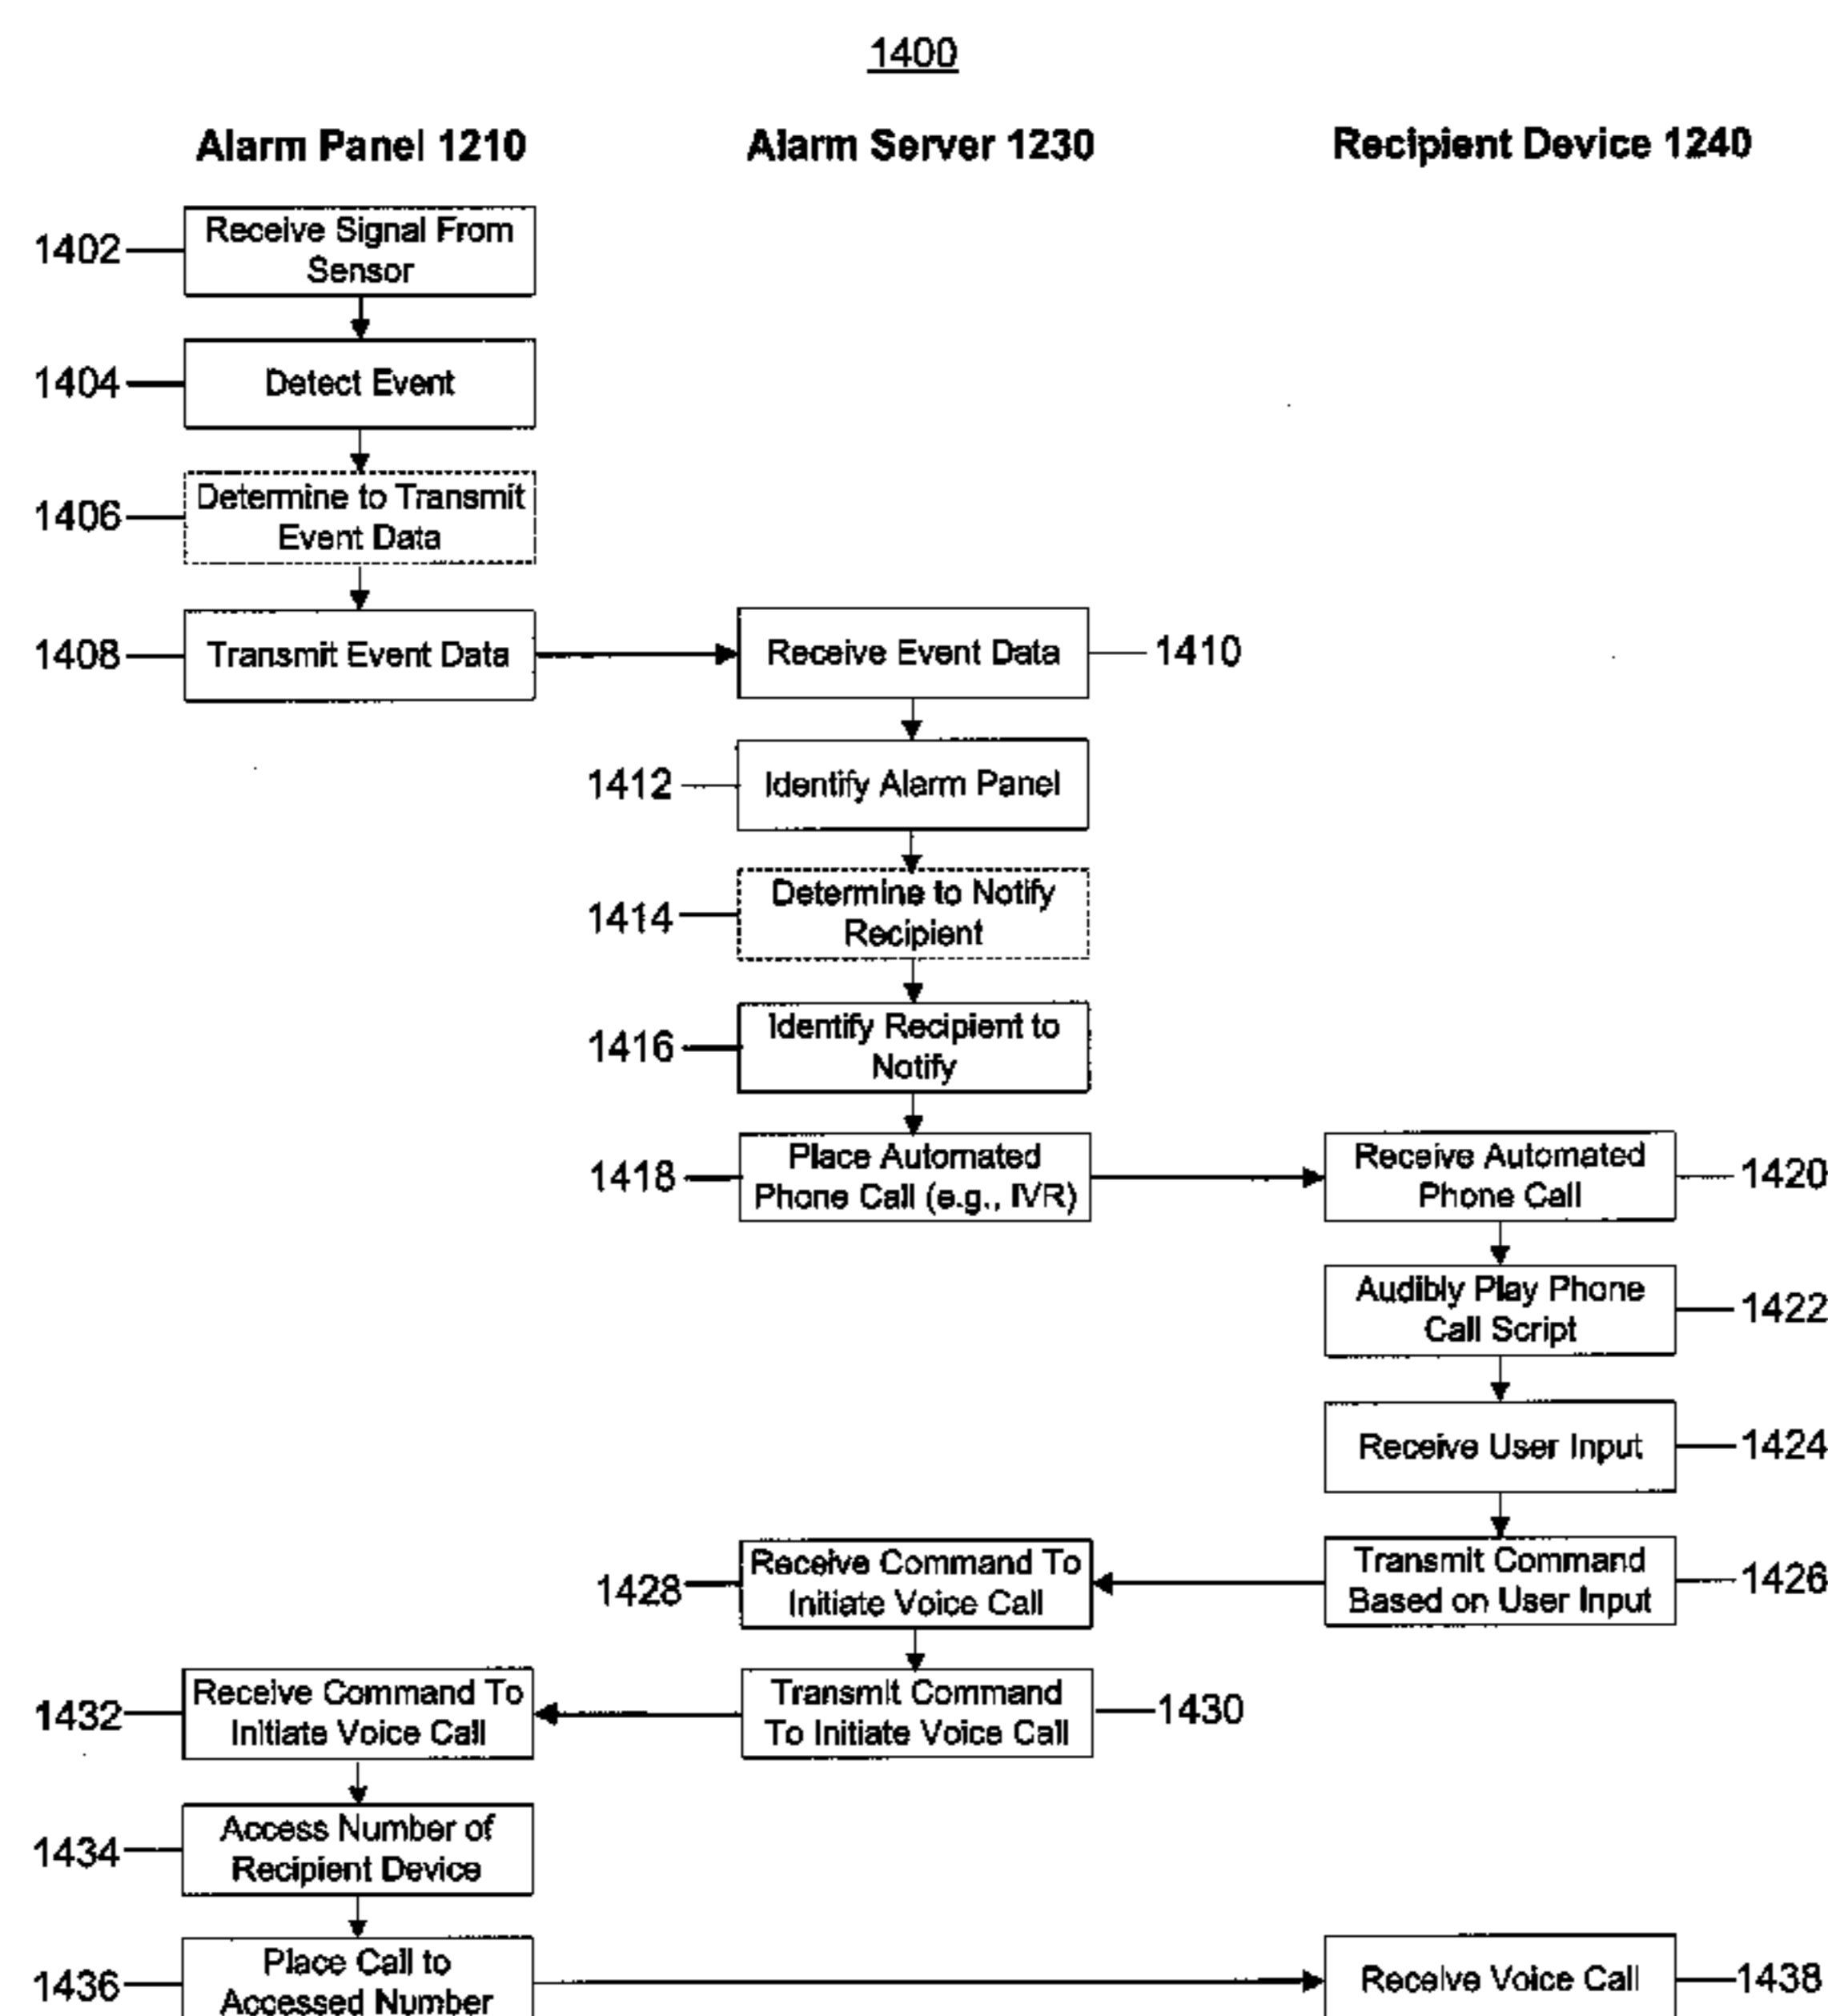 1400
Alarm Panel 1210
Alarm Server 1230
Recipient Device 1240
1402
Receive Signal From
Sensor
1404
Detect Event
1406
Determine to Transmit
Event Data
1408
Transmit Event Data
Receive Event Data
1410
1412
Identify Alarm Panel
1414
Determine to Notify
Recipient
1416
Identify Recipient to
Notify
1418
Place Automated
Phone Call (e.g., IVR)
Receive Automated
Phone Call
1420
Audibly Play Phone
Call Script
1422
Receive User Input
1424
Transmit Command
Based on User Input
1426
1428
Receive Command To
Initiate Voice Call
1432
Receive Command To
Initiate Voice Call
Transmit Command
To Initiate Voice Call
1430
1434
Access Number of
Recipient Device
1436
Place Call to
Accessed Number
Receive Voice Call
1438